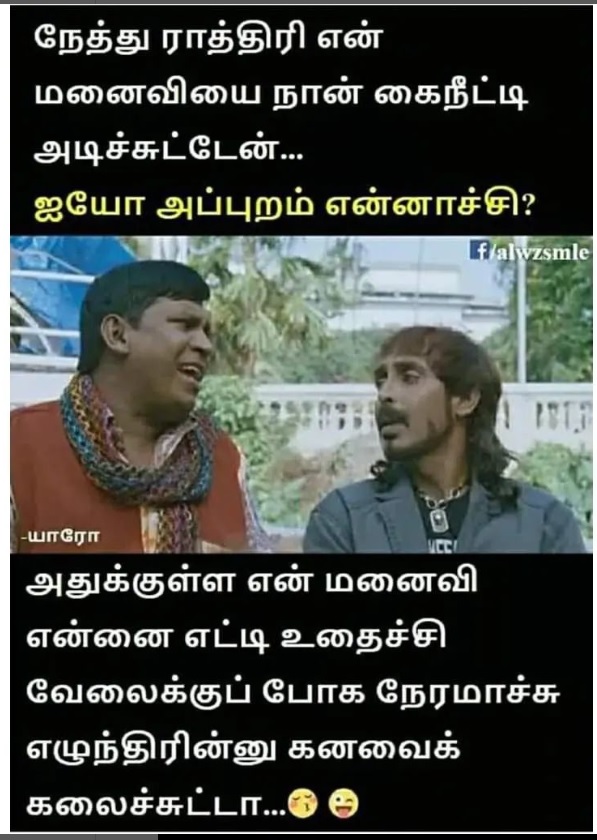 நேத்து ராத்திரி என்
மனைவியை நான் கைநீட்டி
அடிச்சுட்டேன்...
ஐயோ அப்புறம் என்னாச்சி?
f/alwzsmle
-யாரோ
அதுக்குள்ள என் மனைவி
என்னை எட்டி உதைச்சி
வேலைக்குப் போக நேரமாச்சு
எழுந்திரின்னு கனவைக்
கலைச்சுட்டா...😚😜